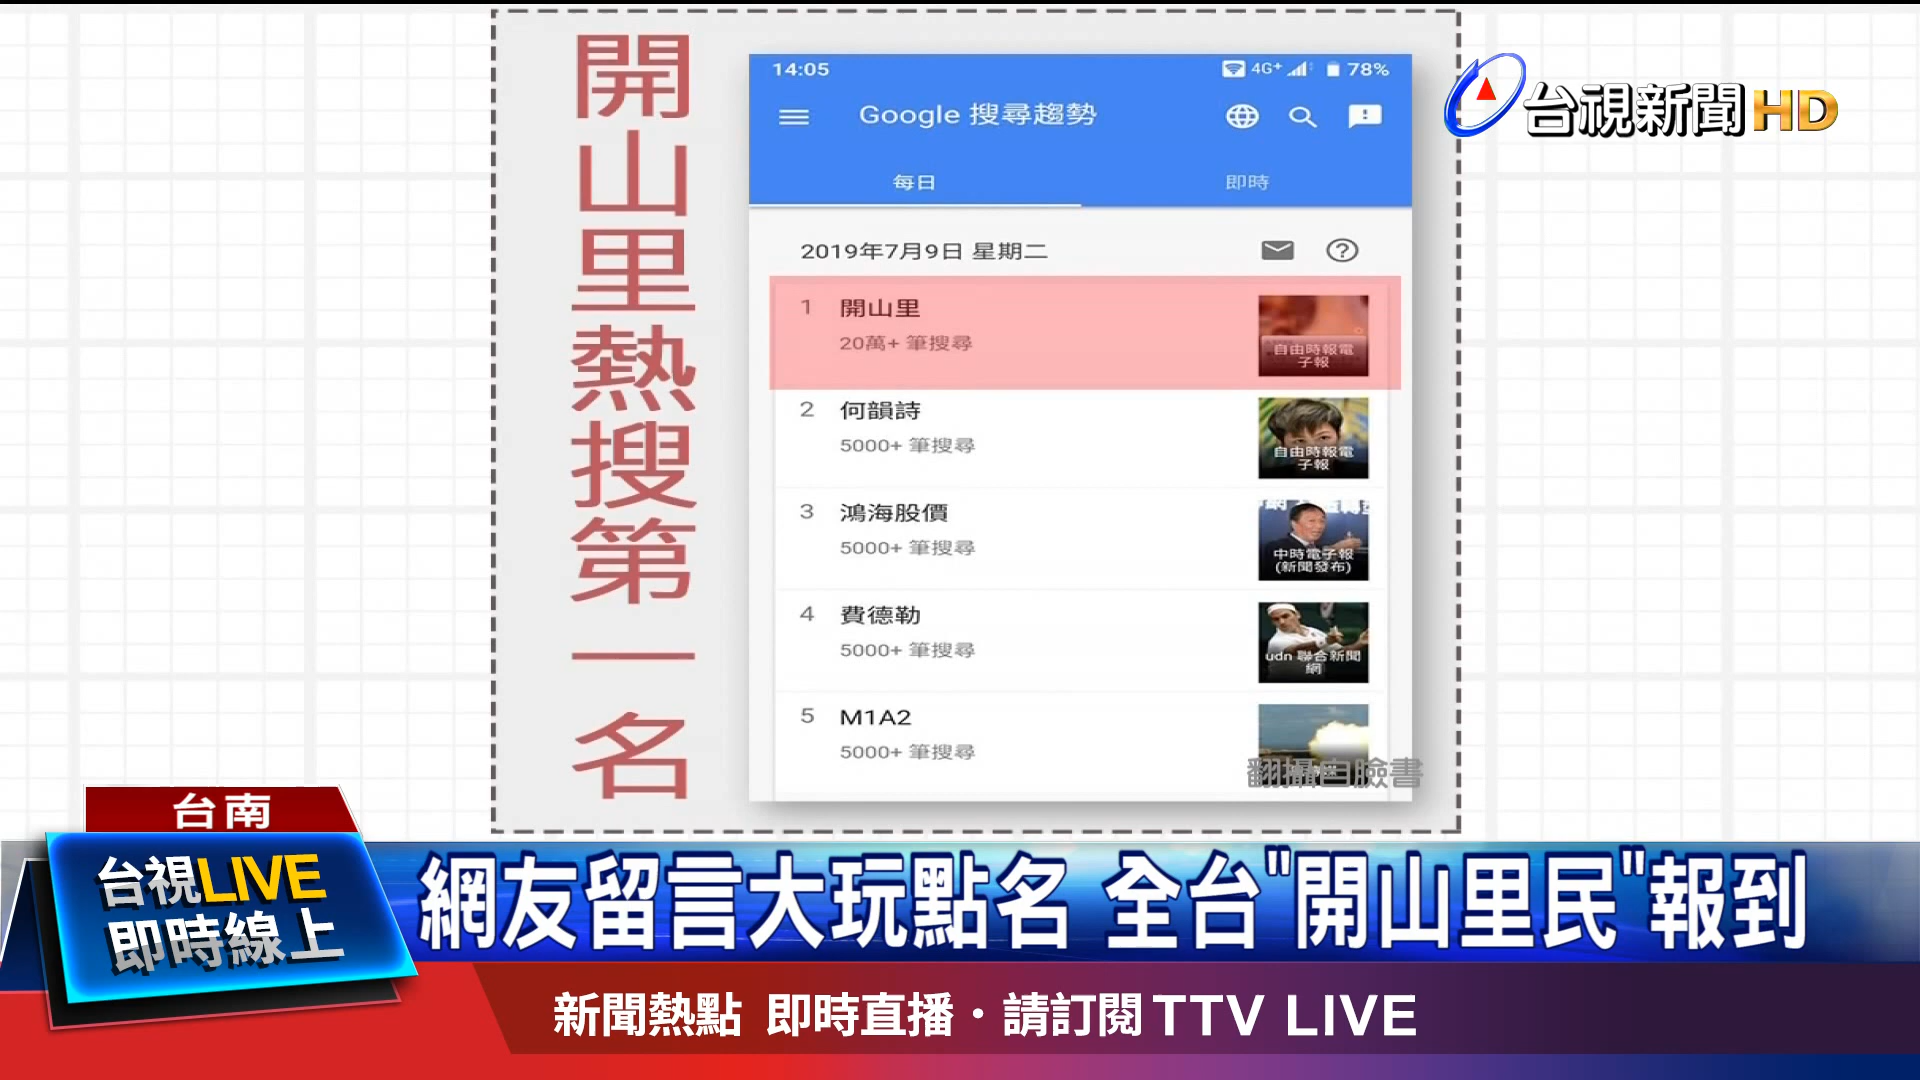 開山里熱搜第一名
14:05
4G+
78%
Google 搜尋趨勢
每日
即時
2019年7月9日 星期二
1
開山里
20萬+ 筆搜尋
自由時報電
子報
2
何韻詩
5000+ 筆搜尋
自由時報電
子報
3
鴻海股價
5000+ 筆搜尋
中時電子報
(新聞發布)
4
費德勒
5000+ 筆搜尋
udn 聯合新聞
網
5
M1A2
5000+ 筆搜尋
翻攝自臉書
台視新聞HD
台南
台視LIVE
即時線上
網友留言大玩點名 全台"開山里民"報到
新聞熱點 即時直播・請訂閱TTV LIVE